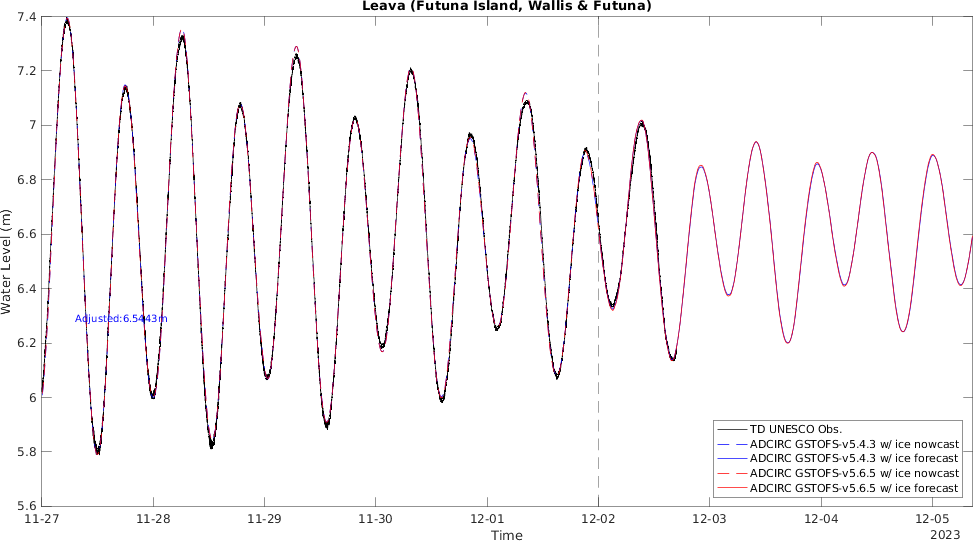 Leava (Futuna Island, Wallis & Futuna)
7.4
7.2
7
6.8
6.6
6.4
6.2
6
5.8
5.6
Water Level (m)
Adjusted:6.5443m
TD UNESCO Obs.
ADCIRC GSTOFS-v5.4.3 w/ ice nowcast
ADCIRC GSTOFS-v5.4.3 w/ ice forecast
ADCIRC GSTOFS-v5.6.5 w/ ice nowcast
ADCIRC GSTOFS-v5.6.5 w/ ice forecast
11-27 11-28 11-29 11-30 12-01 12-02 12-03 12-04 12-05
Time
2023